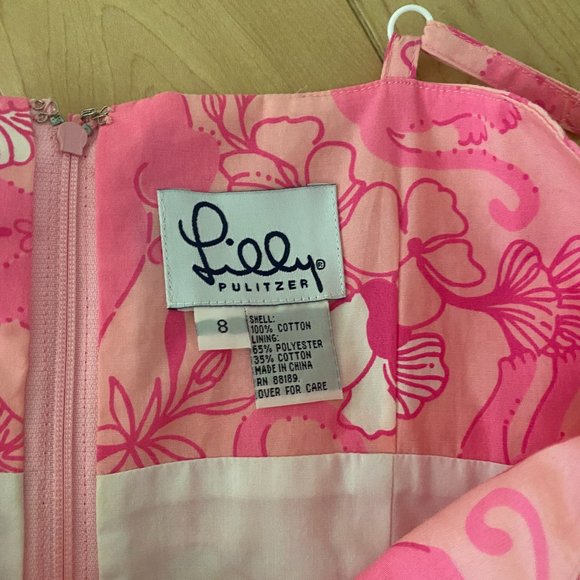 Lilly®
PULITZER
8
SHELL:
100% COTTON
LINING:
65% POLYESTER
35% COTTON
MADE IN CHINA
RN 88189.
OVER FOR CARE